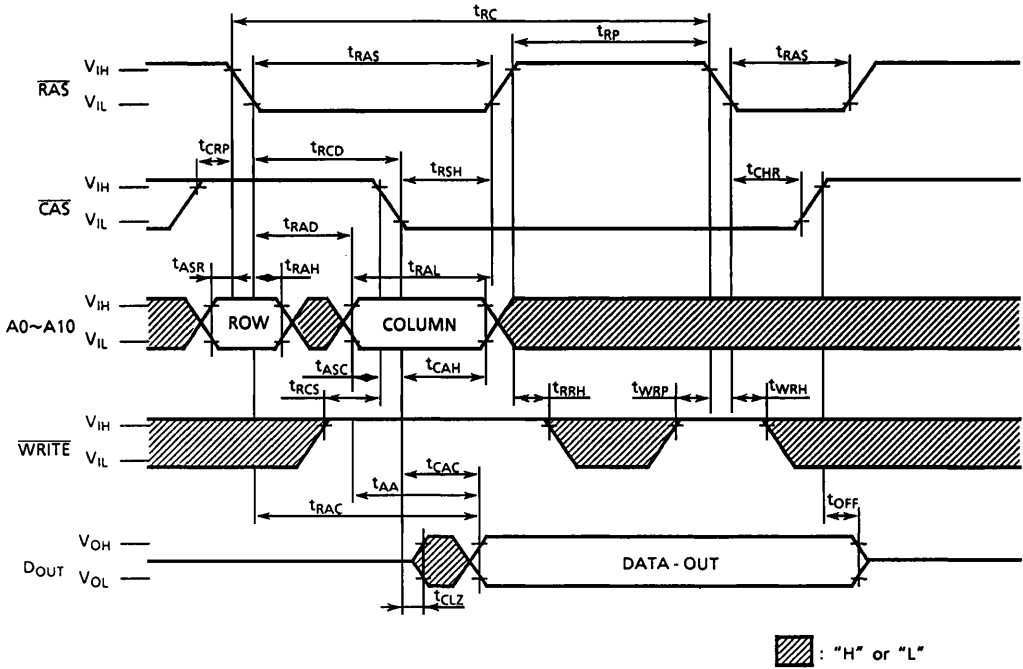 tRC
tRP
tRAS
tRAS
VIH
RAS
VIL
tCRP
tRCD
tRSH
tCHR
VIH
CAS
VIL
tRAD
tASR
tRAH
tRAL
VIH
A0~A10
ROW
COLUMN
VIL
tASC
tCAH
tRCS
tRRH
tWRP
tWRH
VIH
WRITE
VIL
tCAC
tAA
tRAC
tOFF
VOH
DOUT
DATA - OUT
VOL
tCLZ
: "H" or "L"